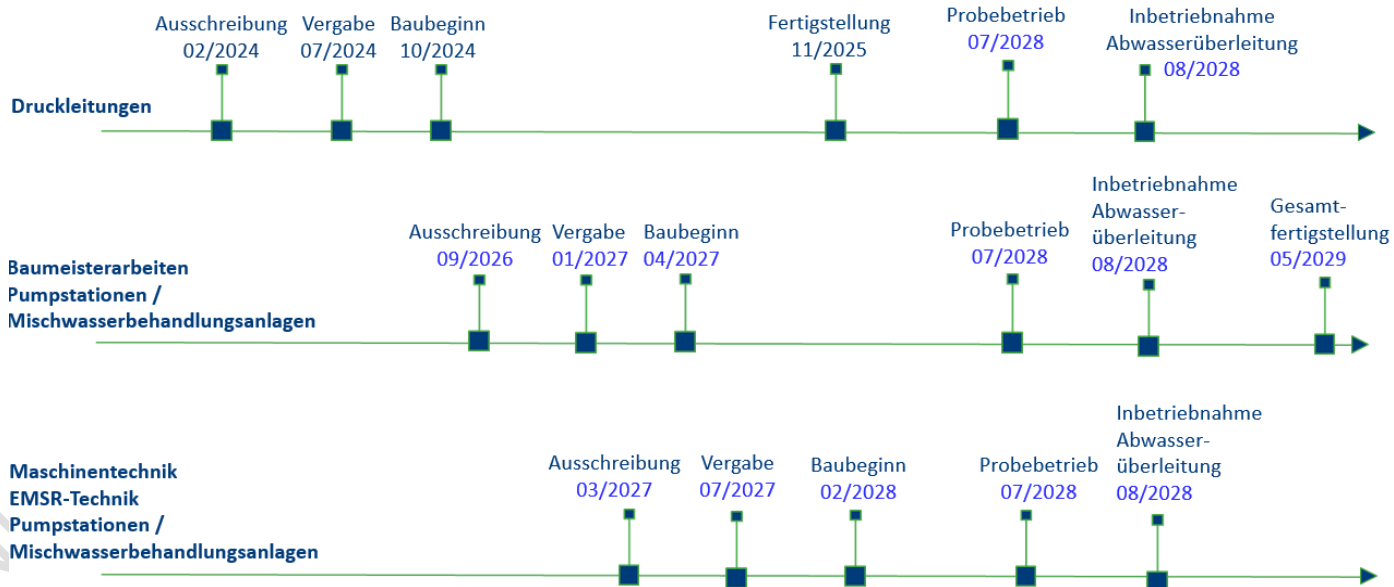 Ausschreibung
02/2024
Vergabe
07/2024
Baubeginn
10/2024
Fertigstellung
11/2025
Probebetrieb
07/2028
Inbetriebnahme
Abwasserüberleitung
08/2028
Druckleitungen
Ausschreibung
09/2026
Vergabe
01/2027
Baubeginn
04/2027
Probebetrieb
07/2028
Inbetriebnahme
Abwasser-
überleitung
08/2028
Gesamt-
fertigstellung
05/2029
Baumeisterarbeiten
Pumpstationen /
Mischwasserbehandlungsanlagen
Ausschreibung
03/2027
Vergabe
07/2027
Baubeginn
02/2028
Probebetrieb
07/2028
Inbetriebnahme
Abwasser-
überleitung
08/2028
Maschinentechnik
EMSR-Technik
Pumpstationen /
Mischwasserbehandlungsanlagen